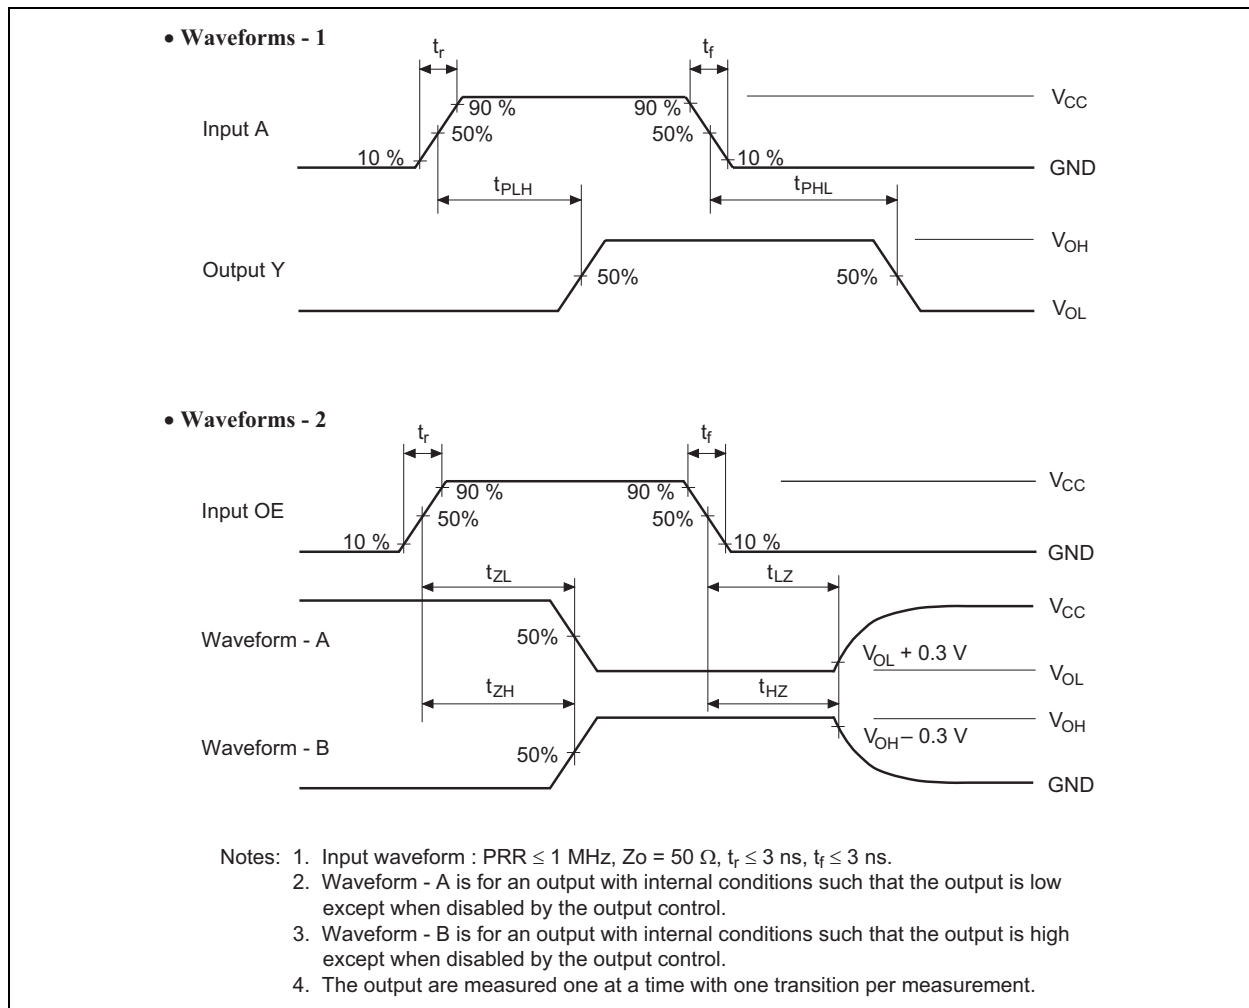 • Waveforms - 1
tr
tf
90 %
90 %
VCC
Input A
50%
50%
10 %
10 %
GND
tPLH
tPHL
VOH
Output Y
50%
50%
VOL
• Waveforms - 2
tr
tf
VCC
90 %
90 %
Input OE
50%
50%
10 %
10 %
GND
tZL
tLZ
VCC
Waveform - A
50%
VOL + 0.3 V
VOL
tZH
tHZ
VOH
Waveform - B
50%
VOH – 0.3 V
GND
Notes: 1. Input waveform : PRR ≤ 1 MHz, Zo = 50 Ω, tr ≤ 3 ns, tf ≤ 3 ns.
2. Waveform - A is for an output with internal conditions such that the output is low
except when disabled by the output control.
3. Waveform - B is for an output with internal conditions such that the output is high
except when disabled by the output control.
4. The output are measured one at a time with one transition per measurement.